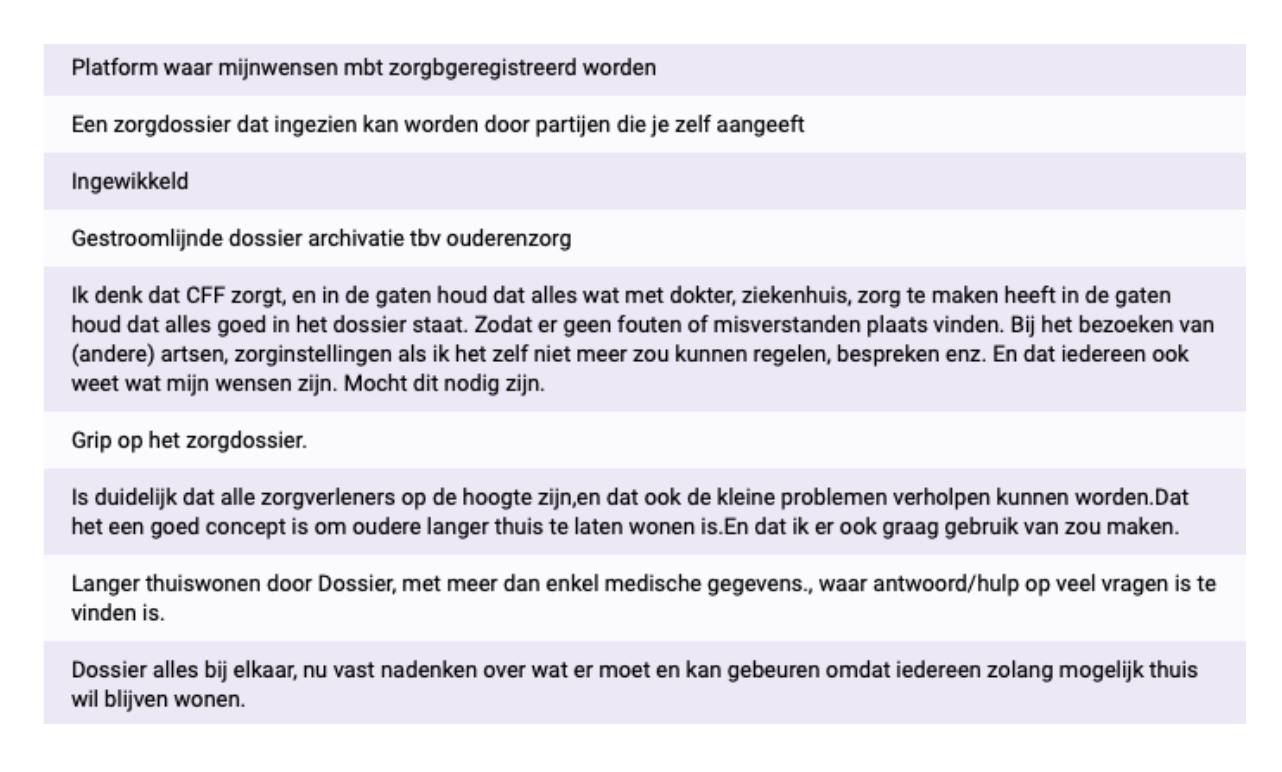 Platform waar mijnwensen mbt zorgbgeregistreerd worden
Een zorgdossier dat ingezien kan worden door partijen die je zelf aangeeft
Ingewikkeld
Gestroomlijnde dossier archivatie tbv ouderenzorg
Ik denk dat CFF zorgt, en in de gaten houd dat alles wat met dokter, ziekenhuis, zorg te maken heeft in de gaten
houd dat alles goed in het dossier staat. Zodat er geen fouten of misverstanden plaats vinden. Bij het bezoeken van
(andere) artsen, zorginstellingen als ik het zelf niet meer zou kunnen regelen, bespreken enz. En dat iedereen ook
weet wat mijn wensen zijn. Mocht dit nodig zijn.
Grip op het zorgdossier.
Is duidelijk dat alle zorgverleners op de hoogte zijn,en dat ook de kleine problemen verholpen kunnen worden.Dat
het een goed concept is om oudere langer thuis te laten wonen is.En dat ik er ook graag gebruik van zou maken.
Langer thuiswonen door Dossier, met meer dan enkel medische gegevens., waar antwoord/hulp op veel vragen is te
vinden is.
Dossier alles bij elkaar, nu vast nadenken over wat er moet en kan gebeuren omdat iedereen zolang mogelijk thuis
wil blijven wonen.